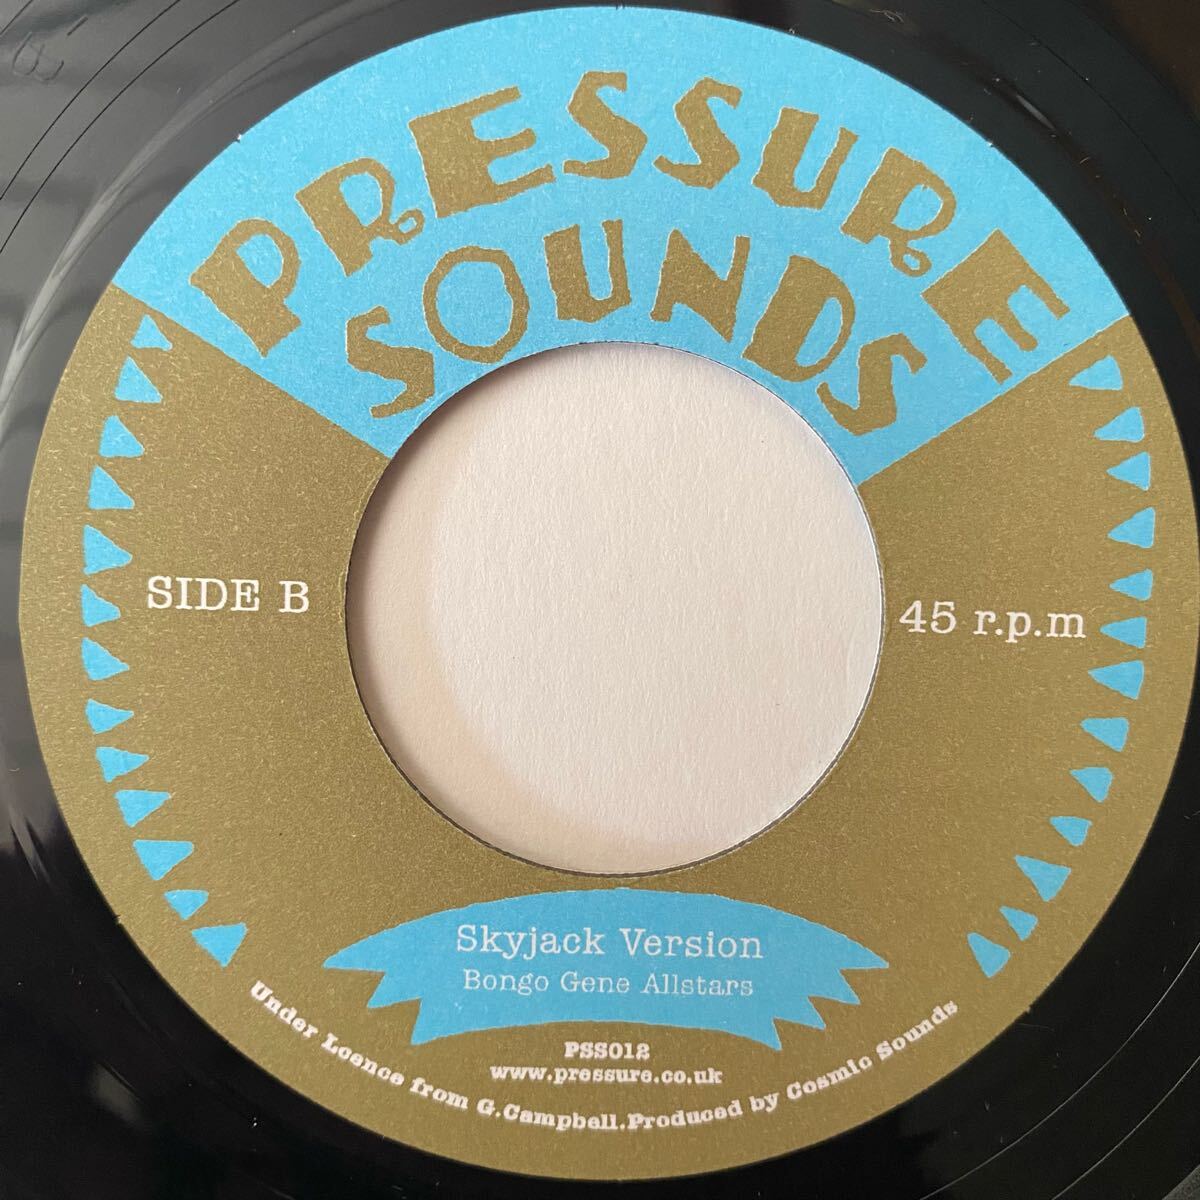 PRESSURE
SOUNDS
SIDE B
45 r.p.m
Skyjack Version
Bongo Gene Allstars
PSS012
www.pressure.co.uk
Under Lcence from G.Campbell.Produced by Cosmic Sounds